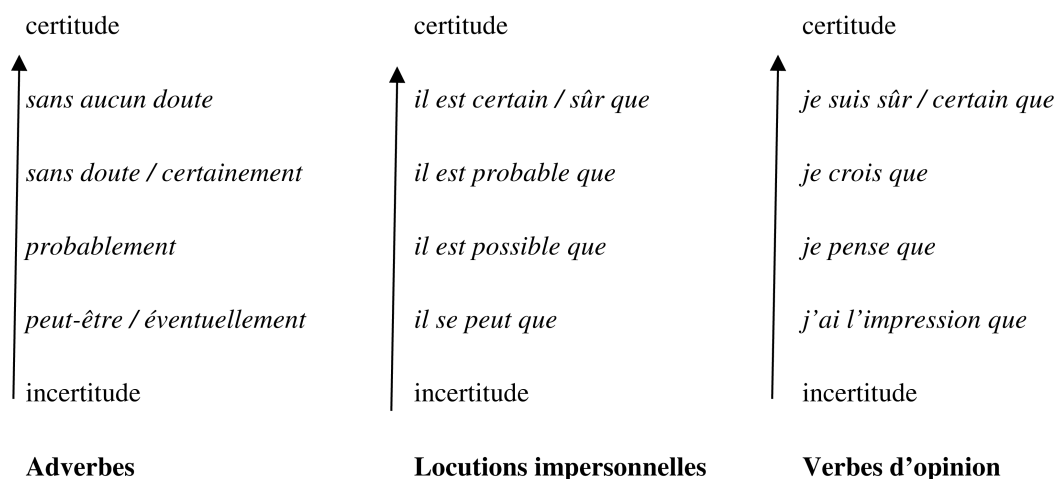 certitude certitude certitude
sans aucun doute il est certain / sûr que je suis sûr / certain que
sans doute / certainement il est probable que je crois que
probablement il est possible que je pense que
peut-être / éventuellement il se peut que j’ai l’impression que
incertitude incertitude incertitude
Adverbes Locutions impersonnelles Verbes d’opinion